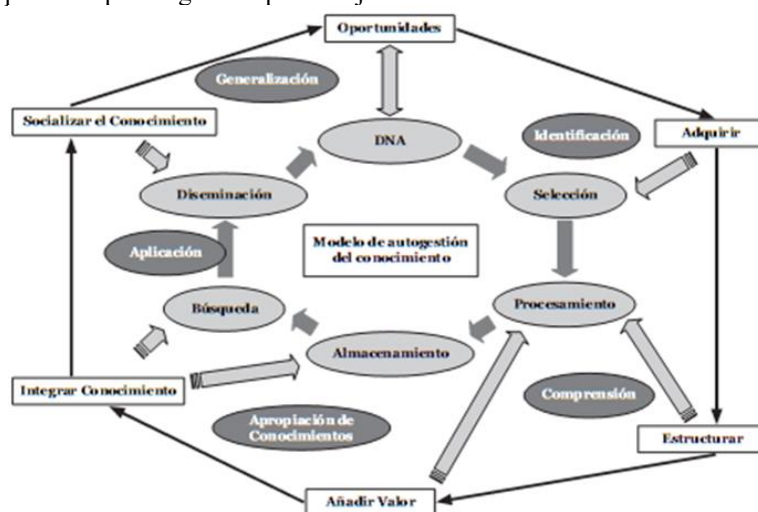 Oportunidades
Generalización
Socializar el Conocimiento
DNA
Identificación
Adquirir
Diseminación
Selección
Aplicación
Modelo de autogestión
del conocimiento
Búsqueda
Procesamiento
Almacenamiento
Integrar Conocimiento
Comprensión
Apropiación de
Conocimientos
Estructurar
Añadir Valor